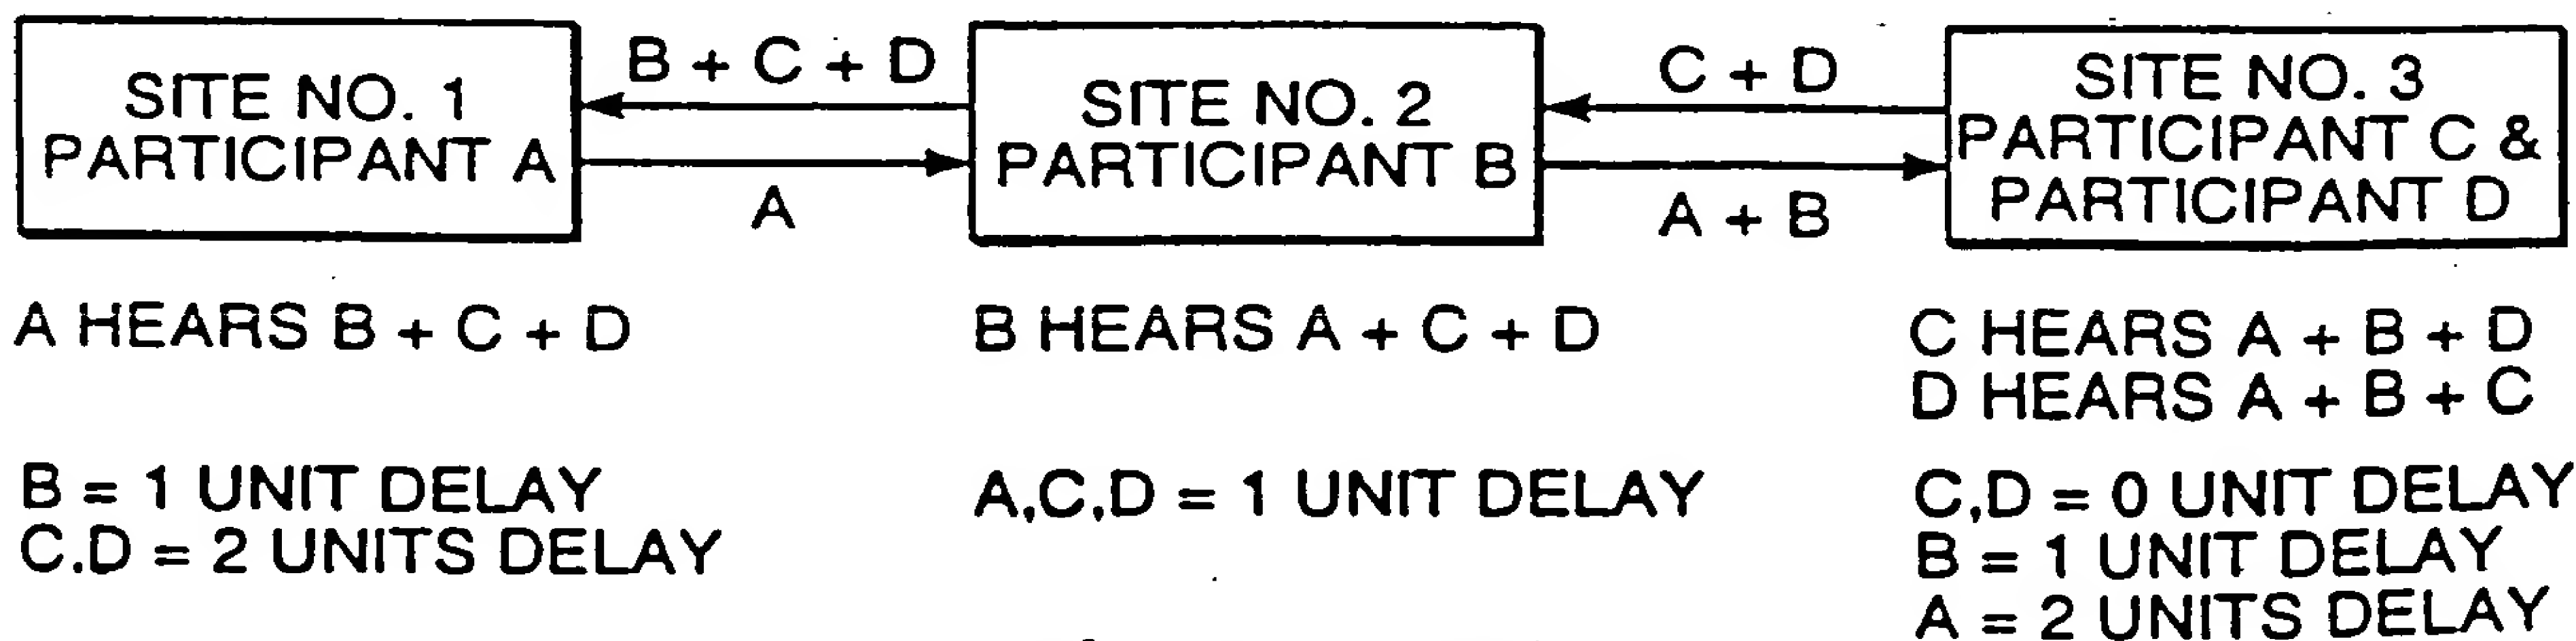 SITE NO. 1
PARTICIPANT A
B + C + D
A
SITE NO. 2
PARTICIPANT B
C + D
A + B
SITE NO. 3
PARTICIPANT C &
PARTICIPANT D
A HEARS B + C + D
B HEARS A + C + D
C HEARS A + B + D
D HEARS A + B + C
B = 1 UNIT DELAY
C.D = 2 UNITS DELAY
A,C,D = 1 UNIT DELAY
C,D = 0 UNIT DELAY
B = 1 UNIT DELAY
A = 2 UNITS DELAY